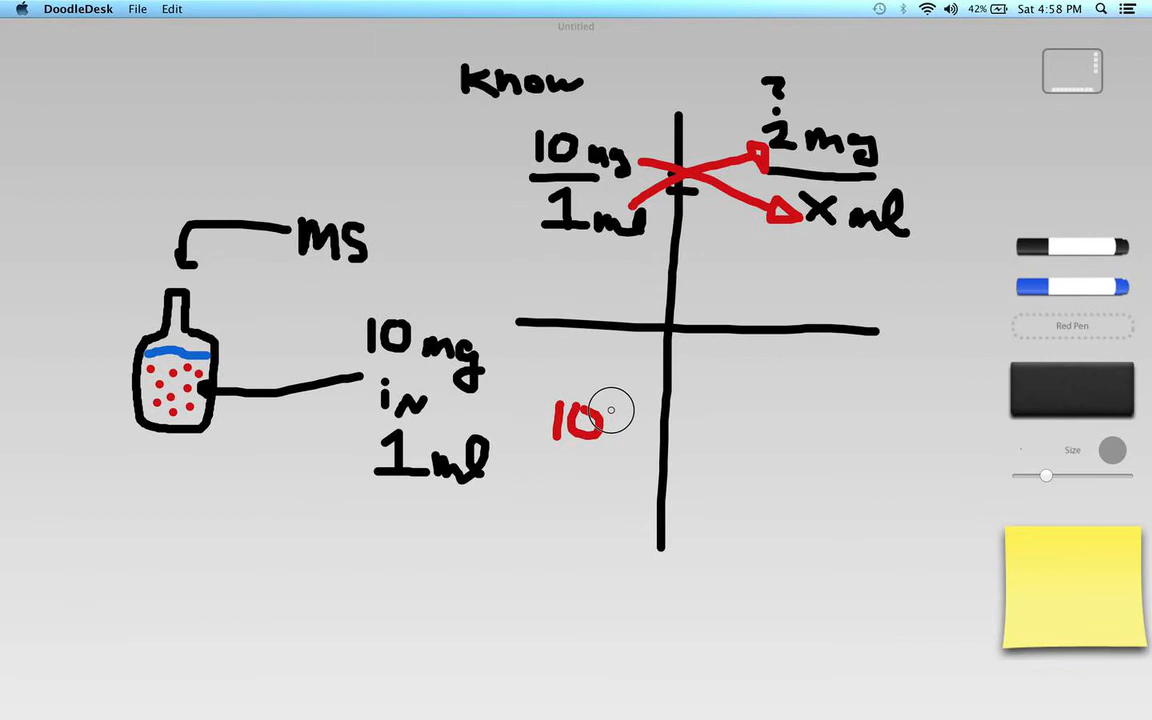 DoodleDesk File Edit 42% Sat 4:58 PM
Untitled
Know
?
10 mg
1 ml
=
2 mg
X ml
MS
10 mg
in
1 ml
10
Red Pen
Size